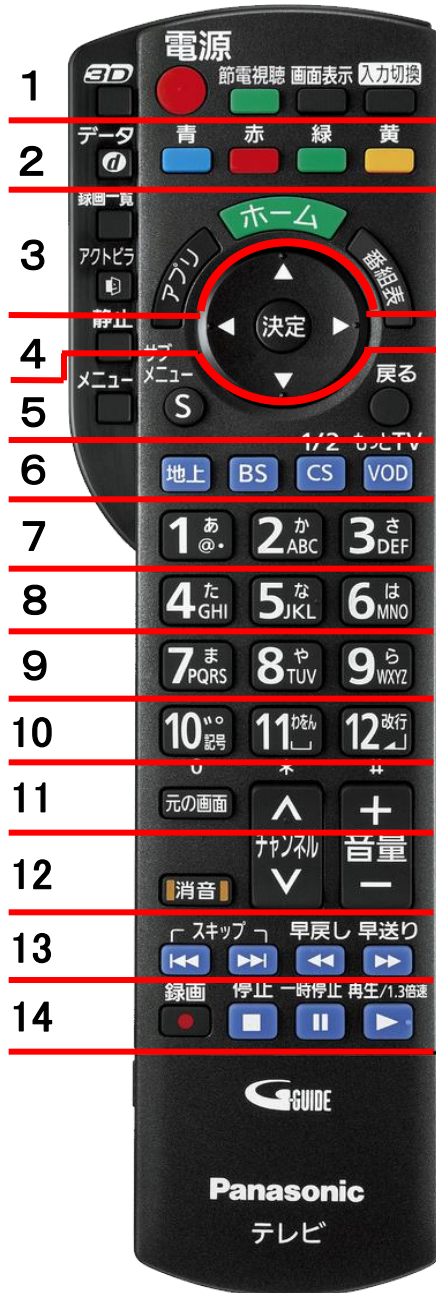 電源
3D 節電視聴 画面表示 入力切換
1
データ 青 赤 緑 黄
2 d
録画一覧 ホーム
3
アクトビラ アプリ 番組表
静止 決定
4 サブメニュー
メニュー 戻る
5 S
1/2 もっとTV
6 地上 BS CS VOD
7 1 あ @. 2 か ABC 3 さ DEF
8 4 た GHI 5 な JKL 6 は MNO
9 7 ま PQRS 8 や TUV 9 ら WXYZ
10 10 ゛゜ 記号 11 わをん 12 改行
0 * #
11 元の画面 +
チャンネル 音量
12 消音 −
スキップ 早戻し 早送り
13
録画 停止 一時停止 再生/1.3倍速
14
G-GUIDE
Panasonic
テレビ